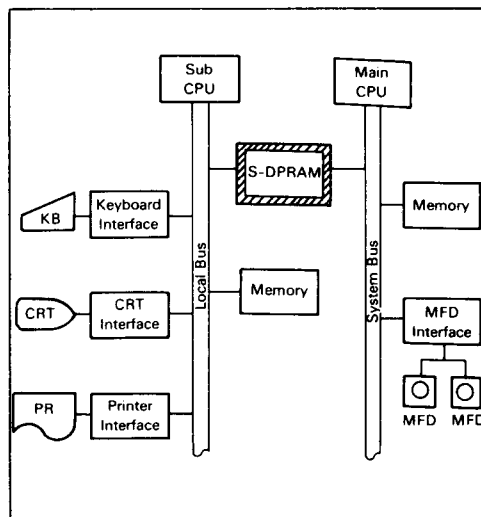 Sub
CPU
Main
CPU
S-DPRAM
KB
Keyboard
Interface
Memory
Local Bus
System Bus
CRT
CRT
Interface
Memory
MFD
Interface
PR
Printer
Interface
MFD
MFD